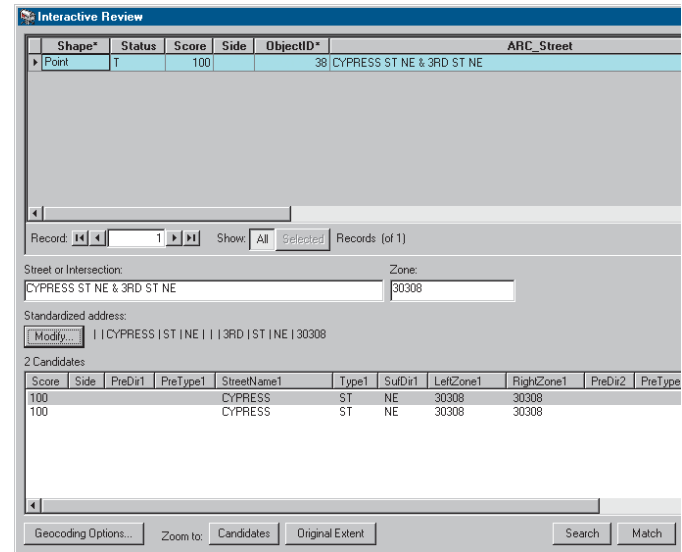 Interactive Review
Shape* Status Score Side ObjectID* ARC_Street
Point T 100 38 CYPRESS ST NE & 3RD ST NE
Record: 1 Show: All Selected Records (of 1)
Street or Intersection: Zone:
CYPRESS ST NE & 3RD ST NE 30308
Standardized address:
Modify... | | CYPRESS | ST | NE | | | 3RD | ST | NE | 30308
2 Candidates
Score Side PreDir1 PreType1 StreetName1 Type1 SufDir1 LeftZone1 RightZone1 PreDir2 PreType
100 CYPRESS ST NE 30308 30308
100 CYPRESS ST NE 30308 30308
Geocoding Options... Zoom to: Candidates Original Extent Search Match